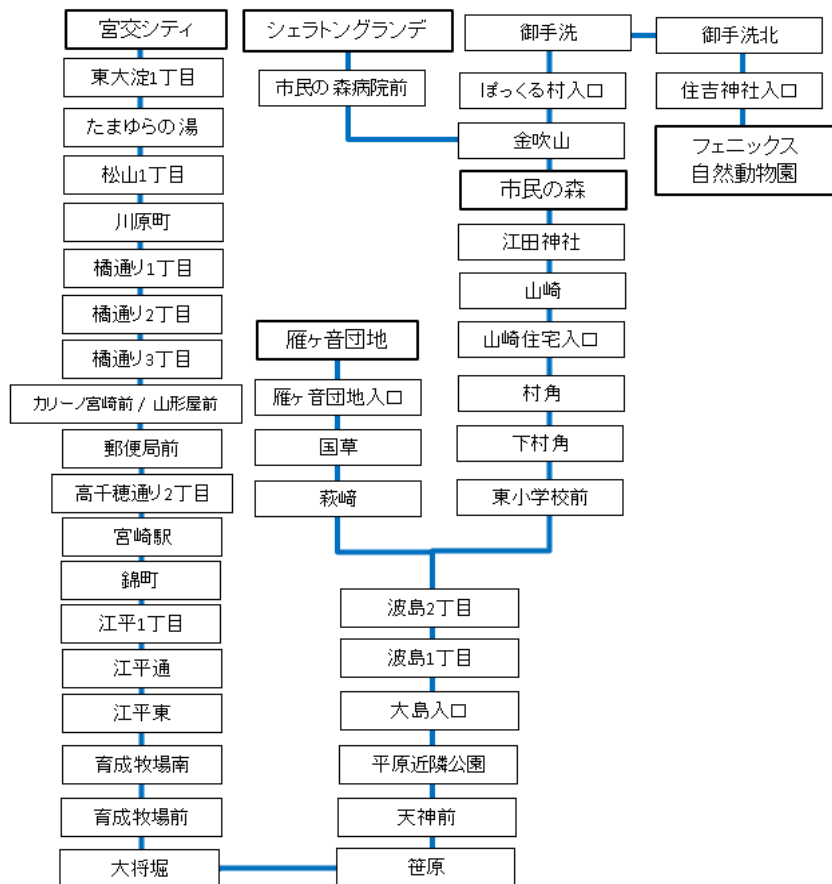 宮交シティ
東大淀1丁目
たまゆらの湯
松山1丁目
川原町
橘通り1丁目
橘通り2丁目
橘通り3丁目
カリーノ宮崎前 / 山形屋前
郵便局前
高千穂通り2丁目
宮崎駅
錦町
江平1丁目
江平通
江平東
育成牧場南
育成牧場前
大将堀
シェラトングランデ
市民の森病院前
雁ヶ音団地
雁ヶ音団地入口
国草
萩﨑
波島2丁目
波島1丁目
大島入口
平原近隣公園
天神前
笹原
御手洗
ぽっくる村入口
金吹山
市民の森
江田神社
山崎
山崎住宅入口
村角
下村角
東小学校前
御手洗北
住吉神社入口
フェニックス
自然動物園